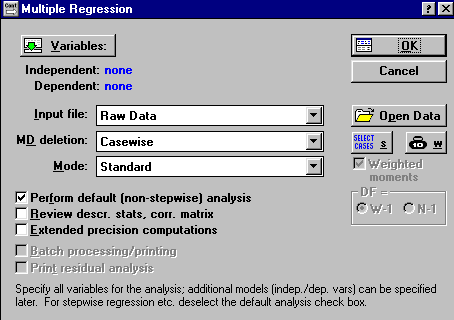 Multiple Regression
?
X
Variables:
OK
Independent: none
Dependent: none
Cancel
Input file: Raw Data
Open Data
MD deletion: Casewise
SELECT CASES S
W
Mode: Standard
Weighted moments
DF =
W-1 N-1
Perform default (non-stepwise) analysis
Review descr. stats, corr. matrix
Extended precision computations
Batch processing/printing
Print residual analysis
Specify all variables for the analysis; additional models (indep./dep. vars) can be specified
later. For stepwise regression etc. deselect the default analysis check box.